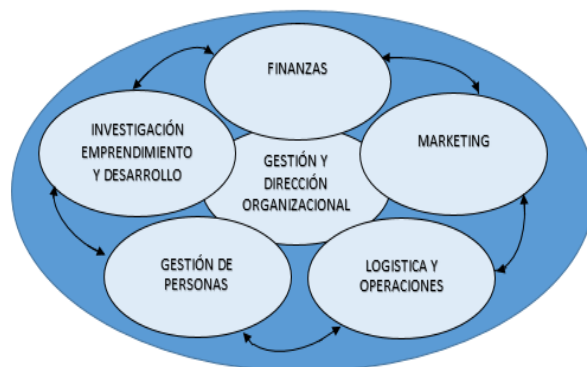 FINANZAS
INVESTIGACIÓN
EMPRENDIMIENTO
Y DESARROLLO
MARKETING
GESTIÓN Y
DIRECCIÓN
ORGANIZACIONAL
GESTIÓN DE
PERSONAS
LOGISTICA Y
OPERACIONES